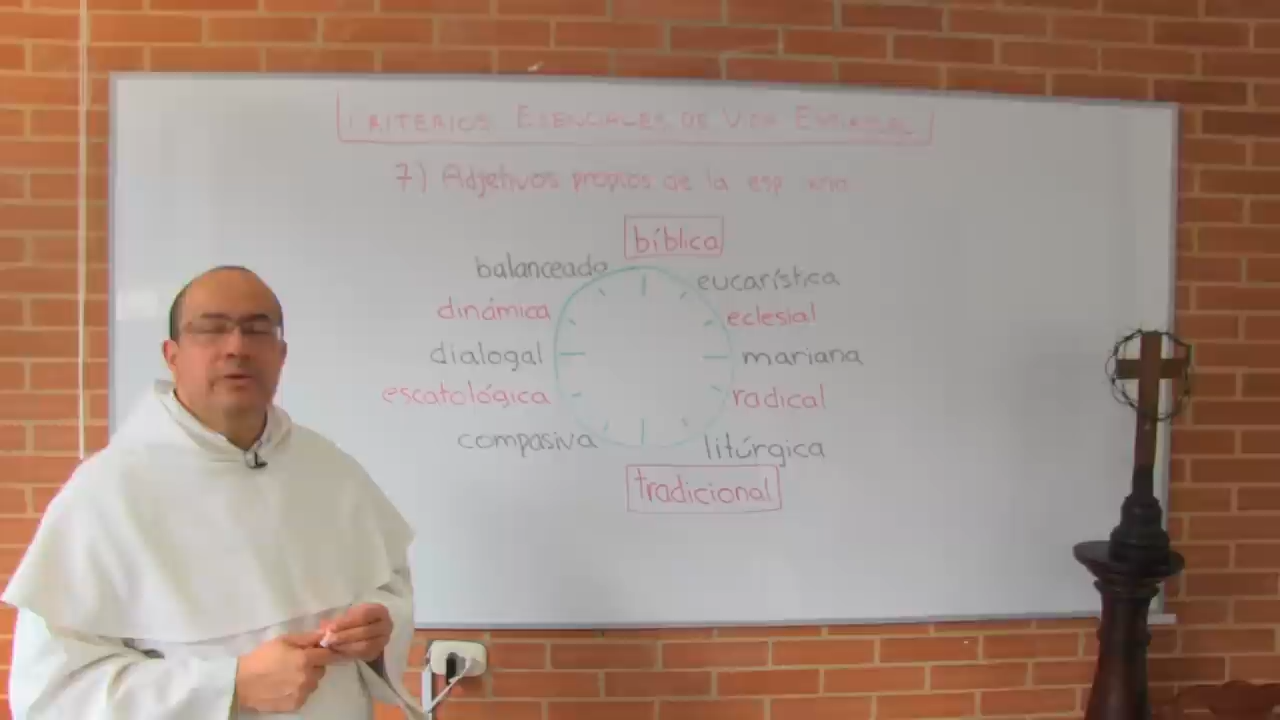 CRITERIOS ESENCIALES DE VIDA ESPIRITUAL
7) Adjetivos propios de la esp xna
bíblica
balanceado
eucarística
dinámica
eclesial
dialogal
mariana
escatológica
radical
compasiva
litúrgica
tradicional